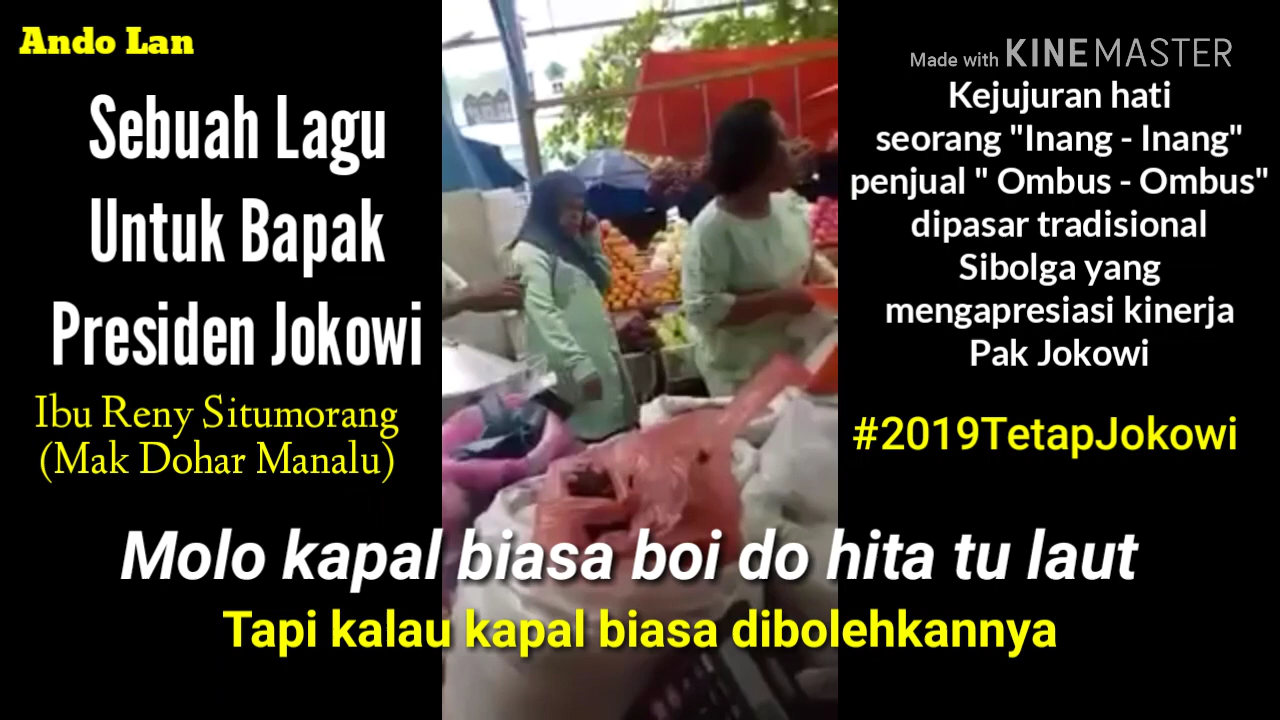 Ando Lan
Sebuah Lagu
Untuk Bapak
Presiden Jokowi
Ibu Reny Situmorang
(Mak Dohar Manalu)
Made with KINEMASTER
Kejujuran hati
seorang "Inang - Inang"
penjual " Ombus - Ombus"
dipasar tradisional
Sibolga yang
mengapresiasi kinerja
Pak Jokowi
#2019TetapJokowi
Molo kapal biasa boi do hita tu laut
Tapi kalau kapal biasa dibolehkannya